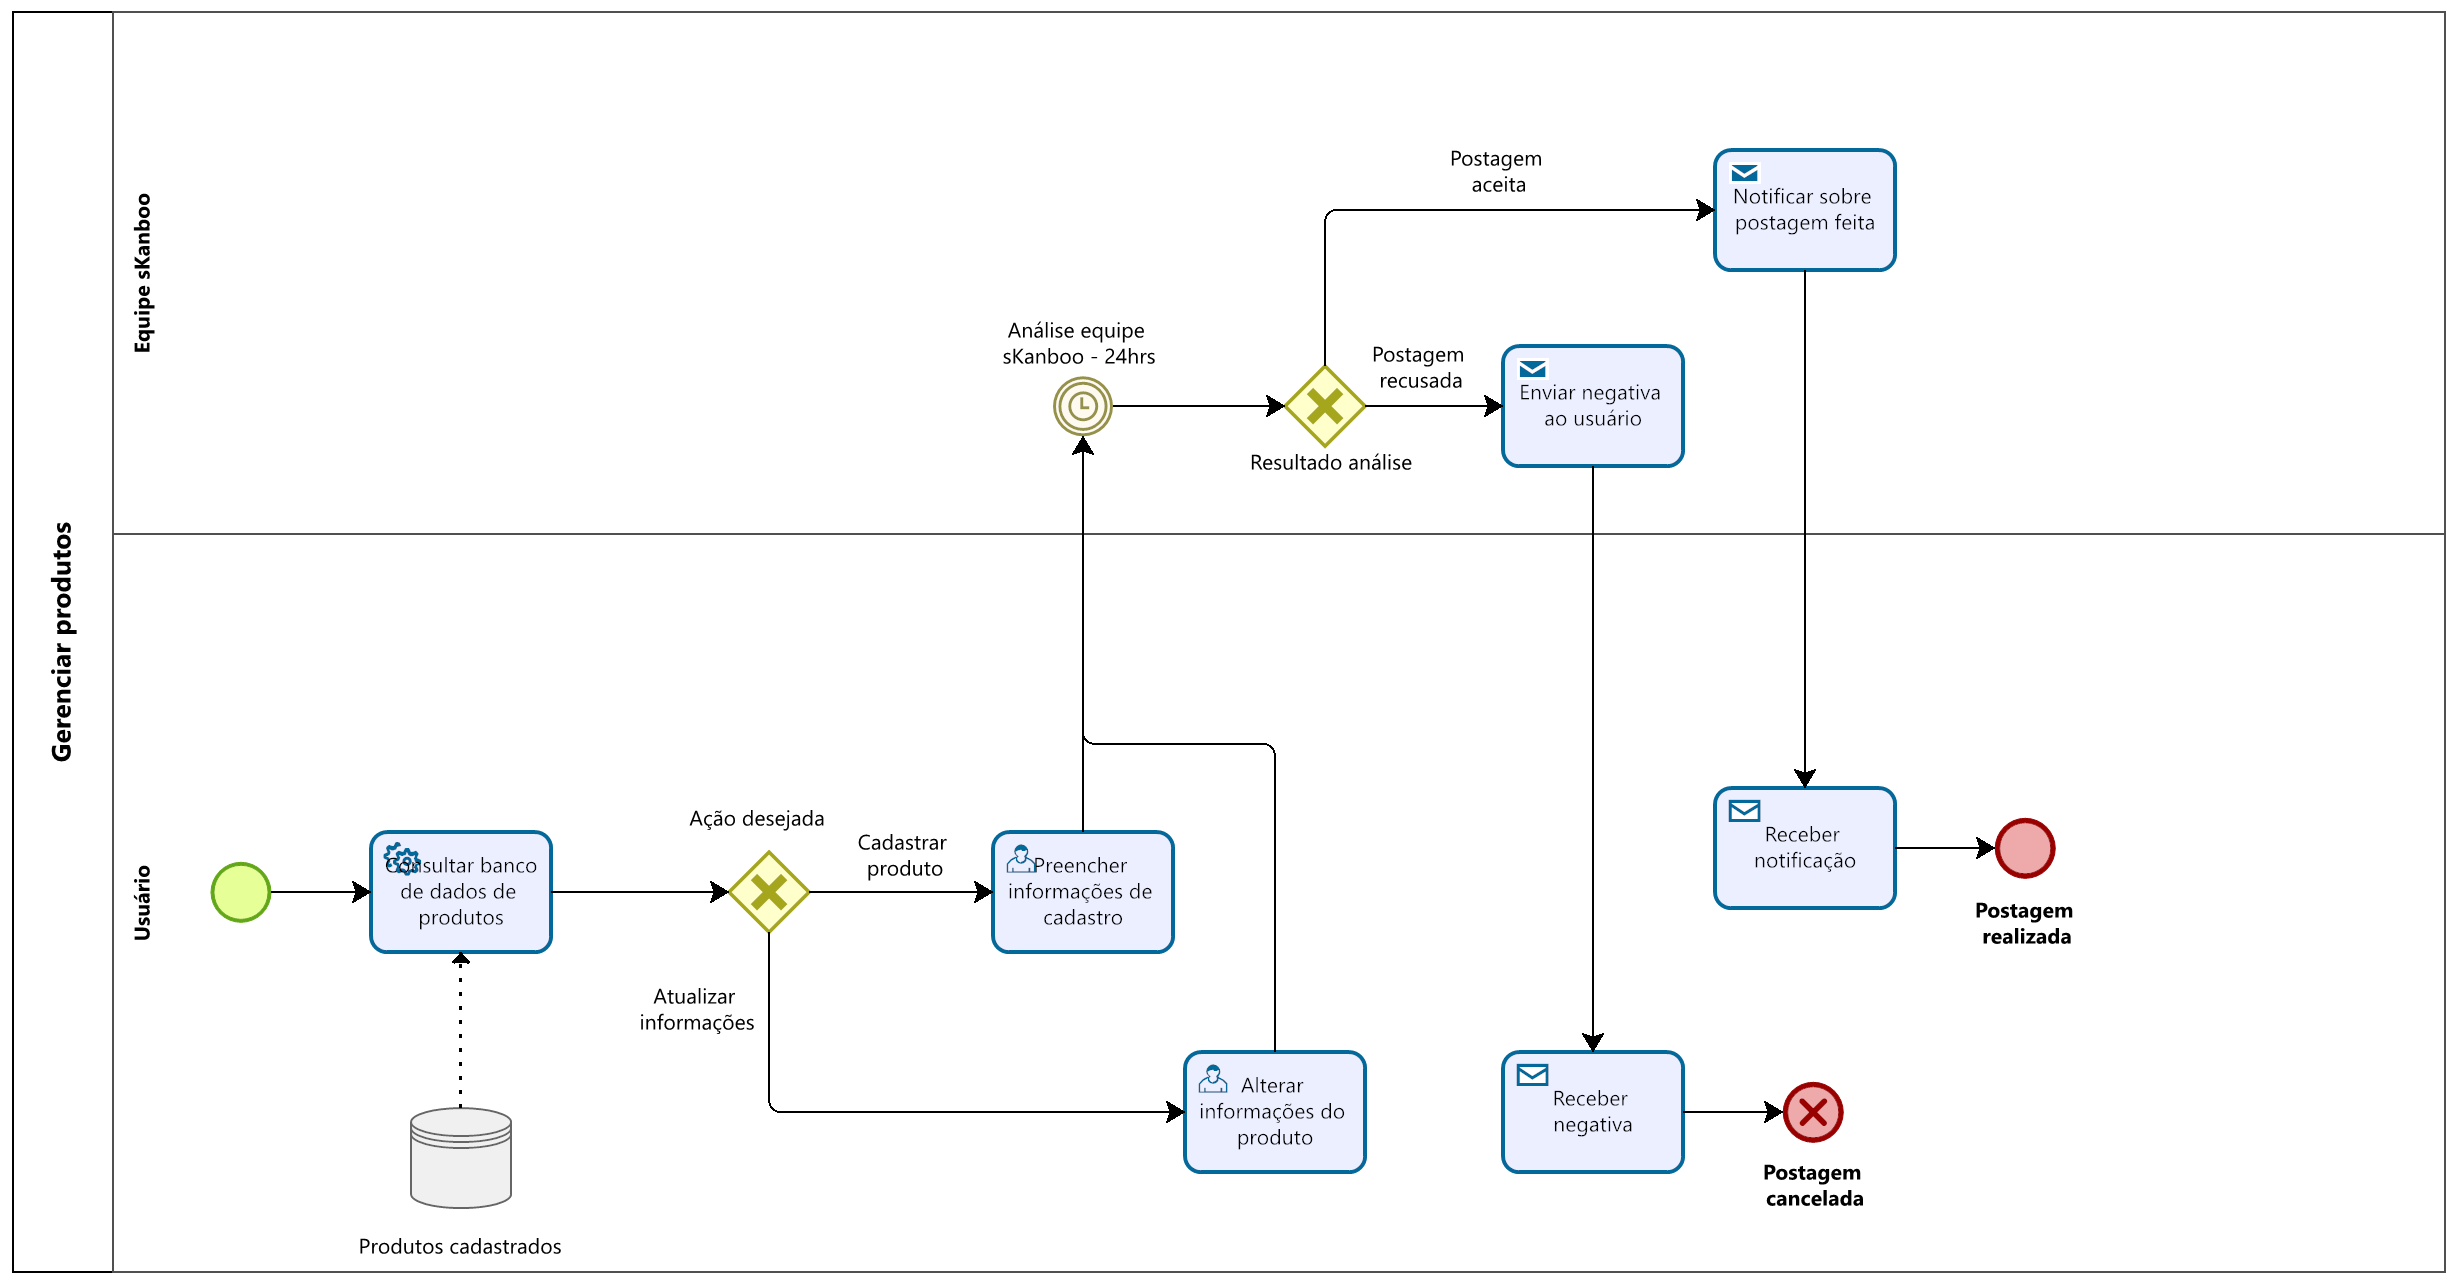 Gerenciar produtos
Equipe sKanboo
Postagem
aceita
Notificar sobre
postagem feita
Análise equipe
sKanboo - 24hrs
Postagem
recusada
Enviar negativa
ao usuário
Resultado análise
Usuário
Consultar banco
de dados de
produtos
Ação desejada
Cadastrar
produto
Preencher
informações de
cadastro
Receber
notificação
Postagem
realizada
Atualizar
informações
Alterar
informações do
produto
Receber
negativa
Postagem
cancelada
Produtos cadastrados